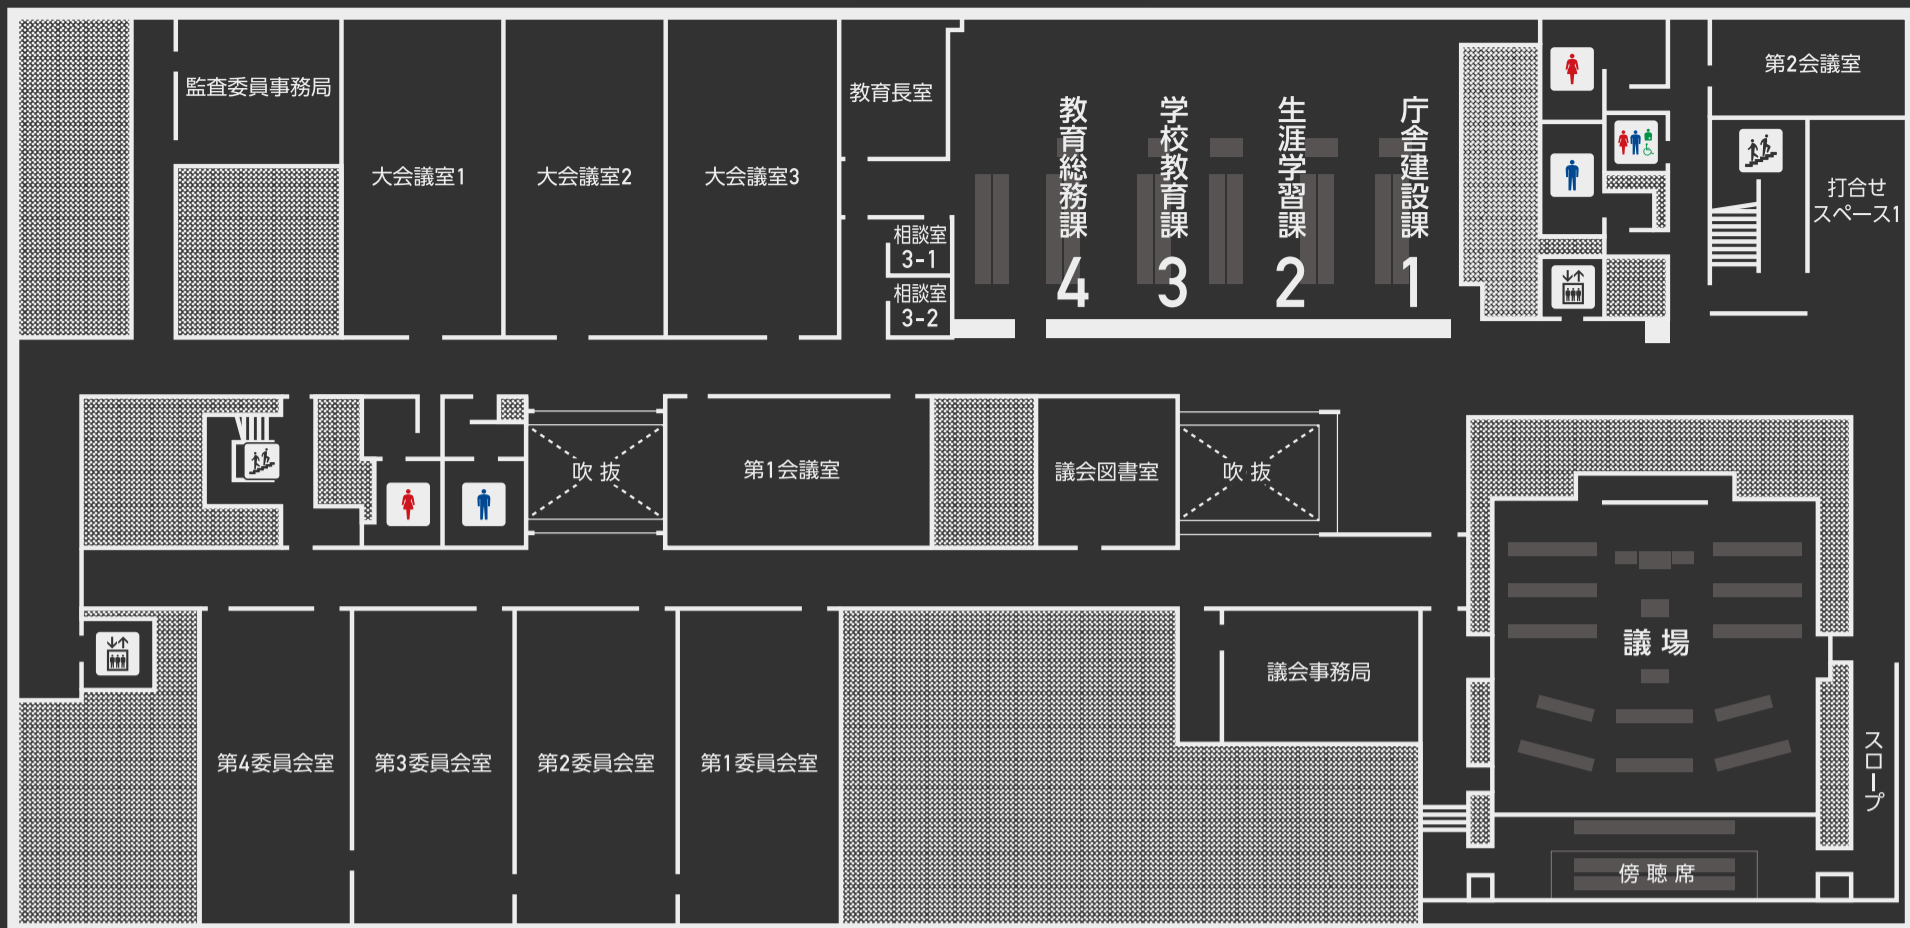 監査委員事務局
大会議室1
大会議室2
大会議室3
教育長室
相談室
3-1
相談室
3-2
教育総務課
4
学校教育課
3
生涯学習課
2
庁舎建設課
1
第2会議室
打合せ
スペース1
吹抜
第1会議室
議会図書室
吹抜
議場
議会事務局
第4委員会室
第3委員会室
第2委員会室
第1委員会室
スロープ
傍聴席